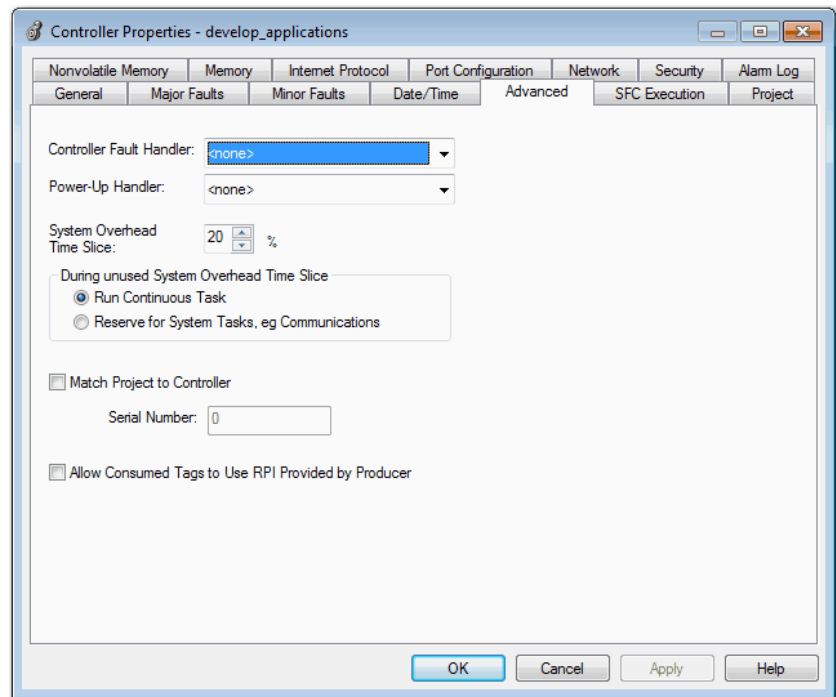 Controller Properties - develop_applications
Nonvolatile Memory Memory Internet Protocol Port Configuration Network Security Alarm Log
General Major Faults Minor Faults Date/Time Advanced SFC Execution Project
Controller Fault Handler: <none>
Power-Up Handler: <none>
System Overhead
Time Slice: 20 %
During unused System Overhead Time Slice
Run Continuous Task
Reserve for System Tasks, eg Communications
Match Project to Controller
Serial Number: 0
Allow Consumed Tags to Use RPI Provided by Producer
OK Cancel Apply Help